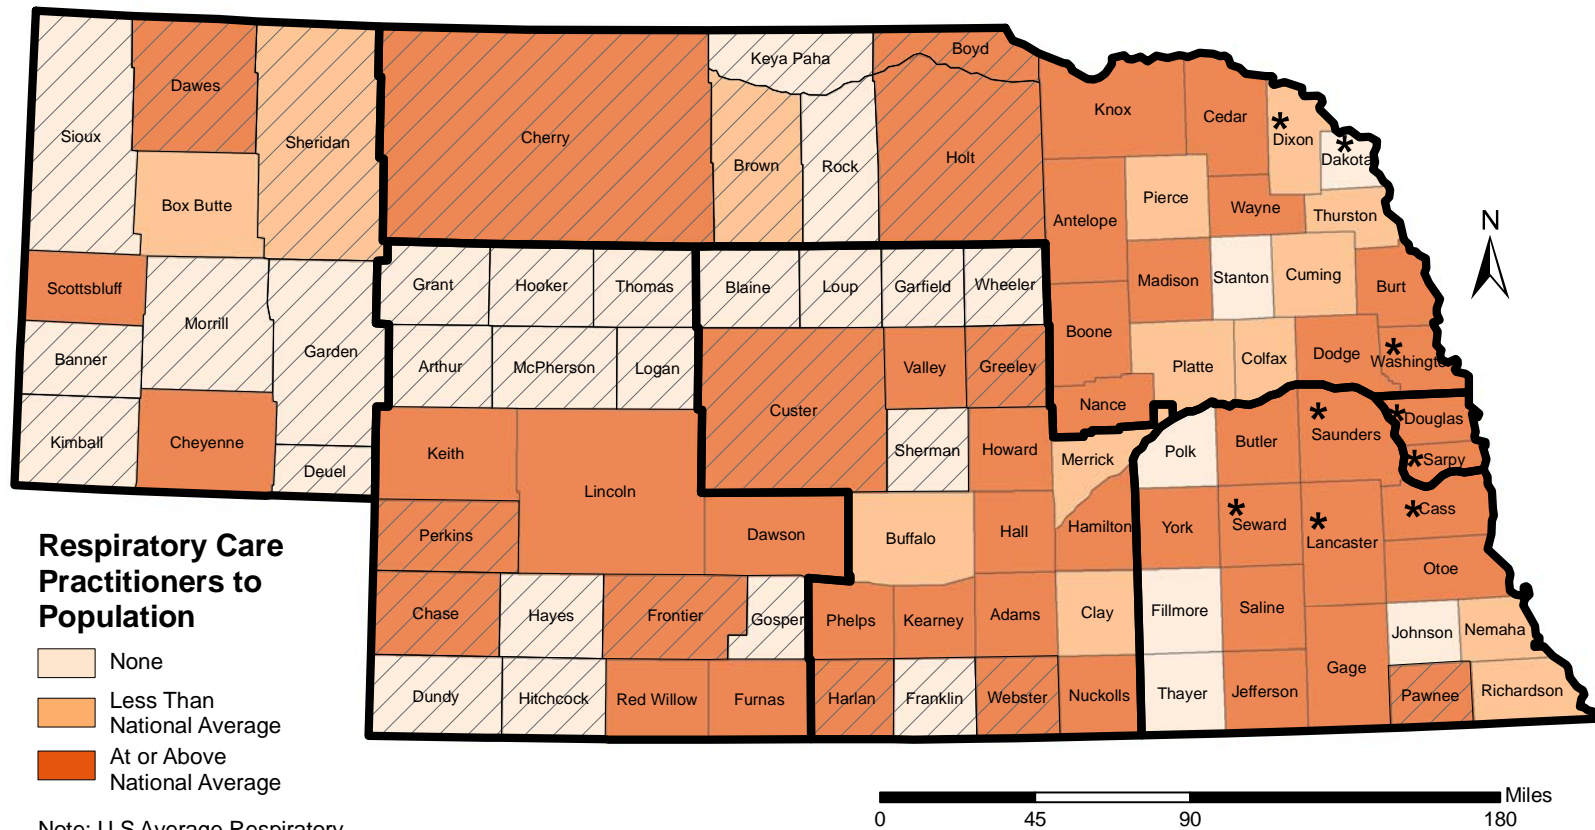 Keya Paha
Boyd
Dawes
Knox
Cedar
Sioux
Sheridan
Cherry
Brown
Rock
Holt
*
Dixon
*
Dakota
Box Butte
Pierce
Antelope
Wayne
Thurston
N
Scottsbluff
Grant
Hooker
Thomas
Blaine
Loup
Garfield
Wheeler
Madison
Stanton
Cuming
Burt
Morrill
Banner
Garden
Arthur
McPherson
Logan
Valley
Greeley
Boone
Platte
Colfax
Dodge
*
Washingt
Custer
Nance
Kimball
Cheyenne
Deuel
Keith
Lincoln
Sherman
Howard
Merrick
Polk
Butler
*
Saunders
*
Douglas
*
Sarpy
Perkins
Dawson
Buffalo
Hall
Hamilton
York
*
Seward
*
Lancaster
*
Cass
Otoe
Chase
Hayes
Frontier
Gosper
Phelps
Kearney
Adams
Clay
Fillmore
Saline
Johnson
Nemaha
Dundy
Hitchcock
Red Willow
Furnas
Harlan
Franklin
Webster
Nuckolls
Thayer
Jefferson
Gage
Pawnee
Richardson
Respiratory Care
Practitioners to
Population
None
Less Than
National Average
At or Above
National Average
Note: U.S Average Respiratory
Miles
0
45
90
180